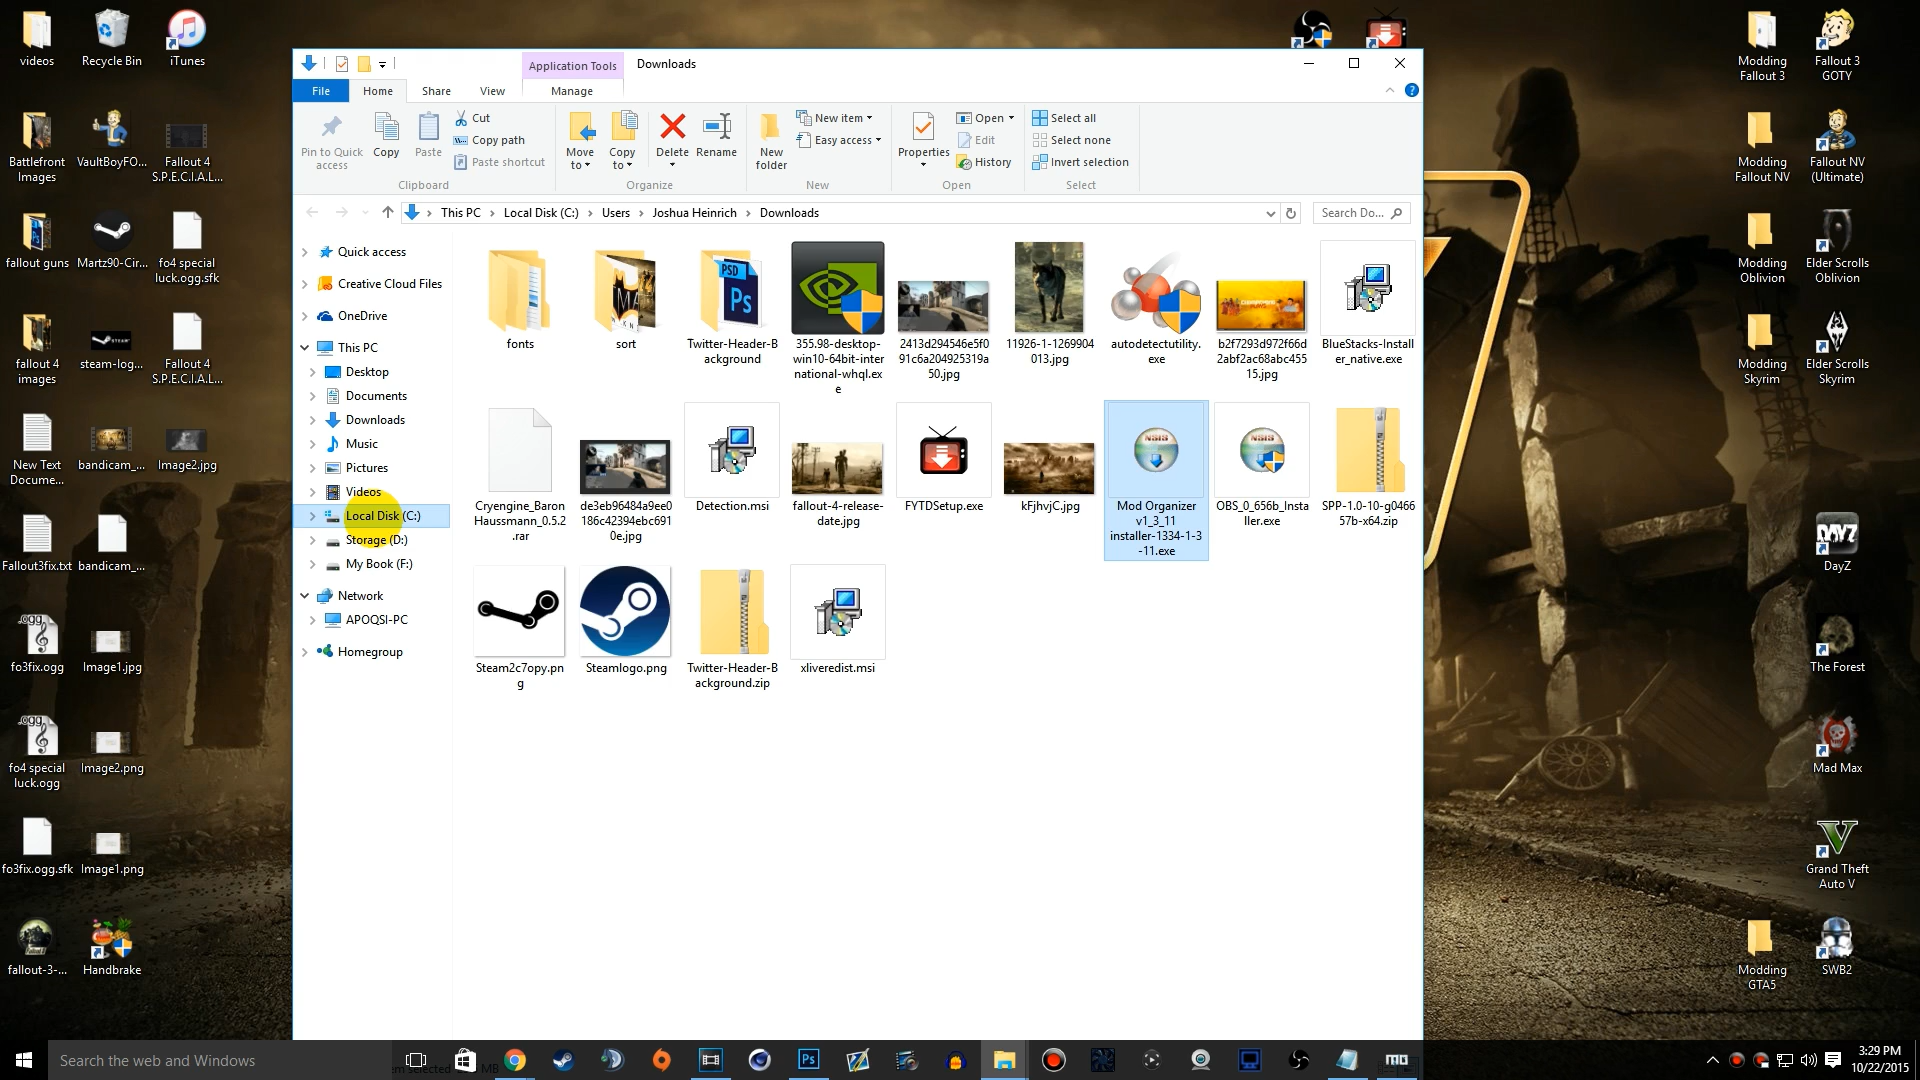 videos
Recycle Bin
iTunes
Battlefront
Images
VaultBoyFO...
Fallout 4
S.P.E.C.I.A.L...
fallout guns
Martz90-Cir...
fo4 special
luck.ogg.sfk
fallout 4
images
steam-log...
Fallout 4
S.P.E.C.I.A.L...
New Text
Docume...
bandicam_...
Image2.jpg
Fallout3fix.txt
bandicam_...
fo3fix.ogg
Image1.jpg
fo4 special
luck.ogg
Image2.png
fo3fix.ogg.sfk
Image1.png
fallout-3-...
Handbrake
Application Tools
Downloads
File
Home
Share
View
Manage
Pin to Quick
access
Copy
Paste
Cut
Copy path
Paste shortcut
Clipboard
Move
to
Copy
to
Delete
Rename
Organize
New
folder
New item
Easy access
New
Properties
Open
Edit
History
Open
Select all
Select none
Invert selection
Select
This PC
Local Disk (C:)
Users
Joshua Heinrich
Downloads
Search Do...
Quick access
Creative Cloud Files
OneDrive
This PC
Desktop
Documents
Downloads
Music
Pictures
Videos
Local Disk (C:)
Storage (D:)
My Book (F:)
Network
APOQSI-PC
Homegroup
fonts
sort
PSD
Ps
Twitter-Header-B
ackground
355.98-desktop-
win10-64bit-inter
national-whql.ex
e
2413d294546e5f0
91c6a204925319a
50.jpg
11926-1-1269904
013.jpg
autodetectutility.
exe
b2f7293d972f66d
2abf2ac68abc455
15.jpg
BlueStacks-Install
er_native.exe
Cryengine_Baron
Haussmann_0.5.2
.rar
de3eb96484a9ee0
186c42394ebc691
0e.jpg
Detection.msi
fallout-4-release-
date.jpg
FYTDSetup.exe
kFjhvjC.jpg
NSIS
Mod Organizer
v1_3_11
installer-1334-1-3
-11.exe
NSIS
OBS_0_656b_Insta
ller.exe
SPP-1.0-10-g0466
57b-x64.zip
Steam2c7opy.pn
g
Steamlogo.png
Twitter-Header-B
ackground.zip
xliveredist.msi
Modding
Fallout 3
Fallout 3
GOTY
Modding
Fallout NV
Fallout NV
(Ultimate)
Modding
Oblivion
Elder Scrolls
Oblivion
Modding
Skyrim
Elder Scrolls
Skyrim
DAYZ
DayZ
The Forest
Mad Max
Grand Theft
Auto V
Modding
GTA5
SWB2
Search the web and Windows
Ps
MO
3:29 PM
10/22/2015